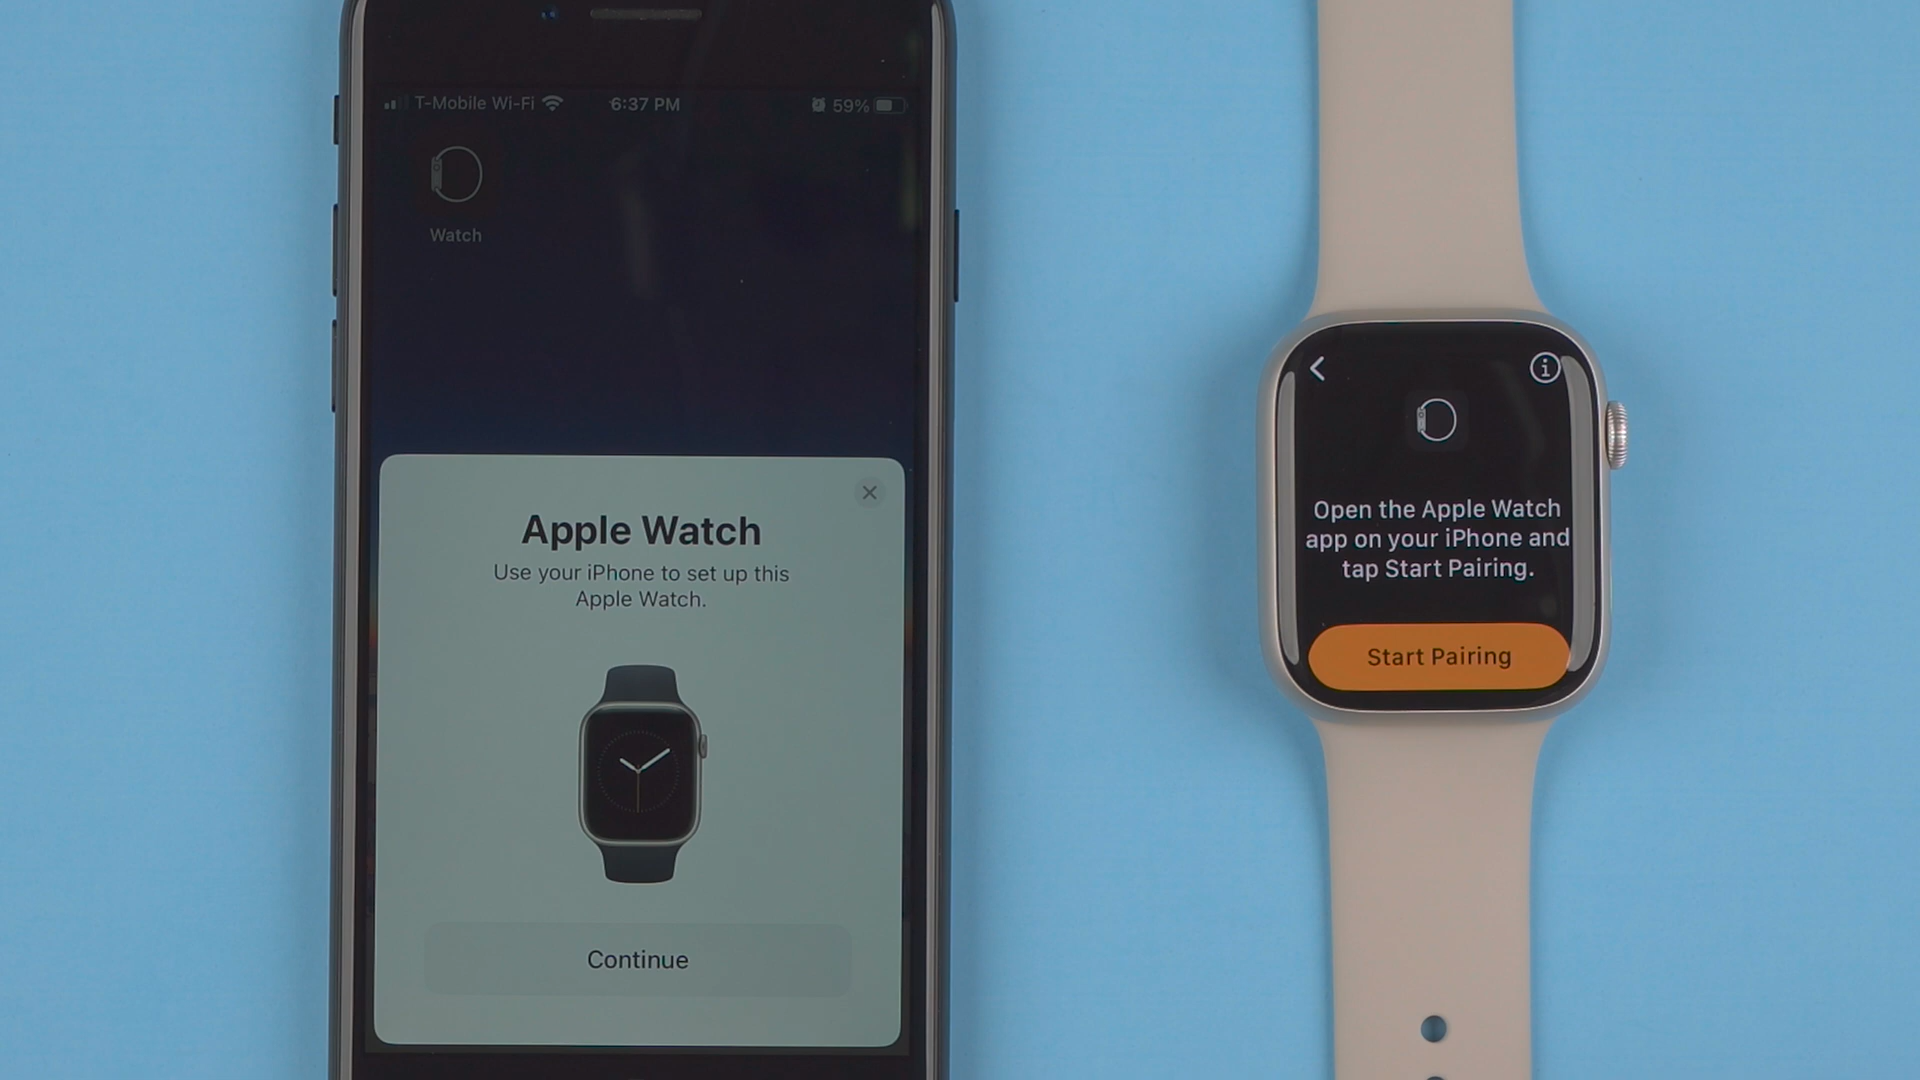 T-Mobile Wi-Fi 6:37 PM 59%
Watch
Apple Watch
Use your iPhone to set up this
Apple Watch.
Continue
Open the Apple Watch
app on your iPhone and
tap Start Pairing.
Start Pairing